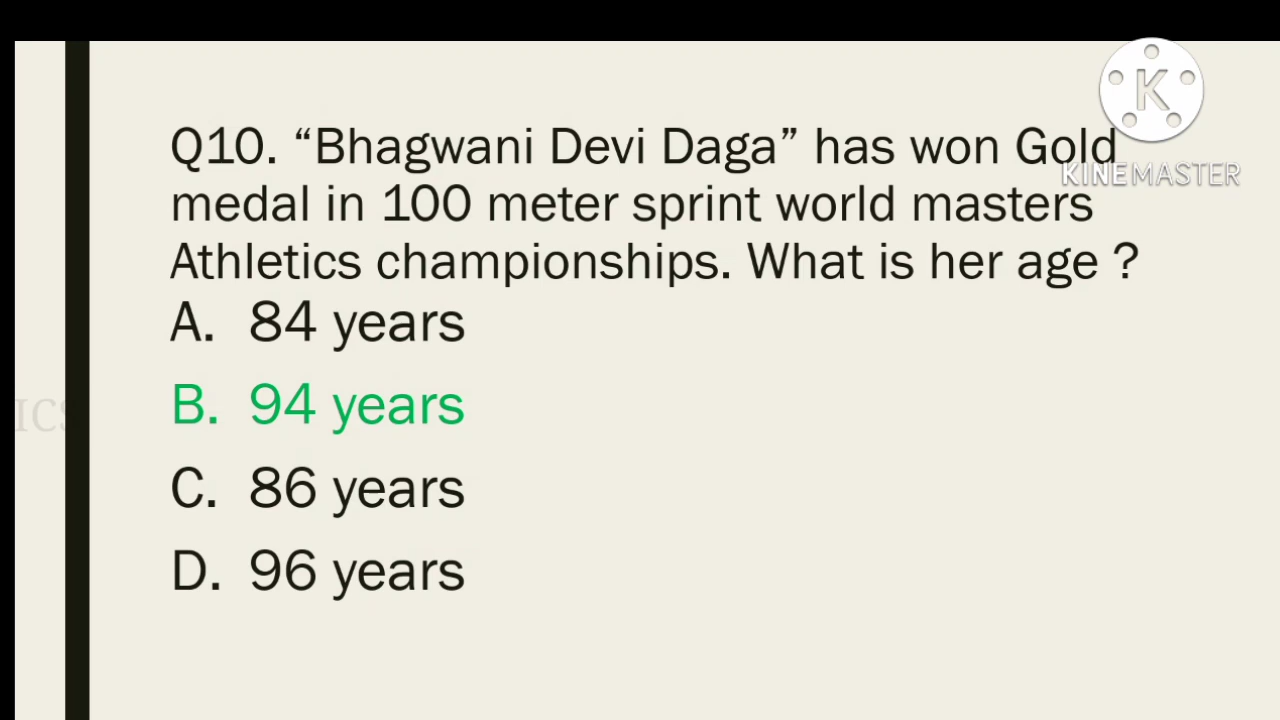 K
KINEMASTER
Q10. “Bhagwani Devi Daga” has won Gold
medal in 100 meter sprint world masters
Athletics championships. What is her age ?
A. 84 years
B. 94 years
ICS
C. 86 years
D. 96 years